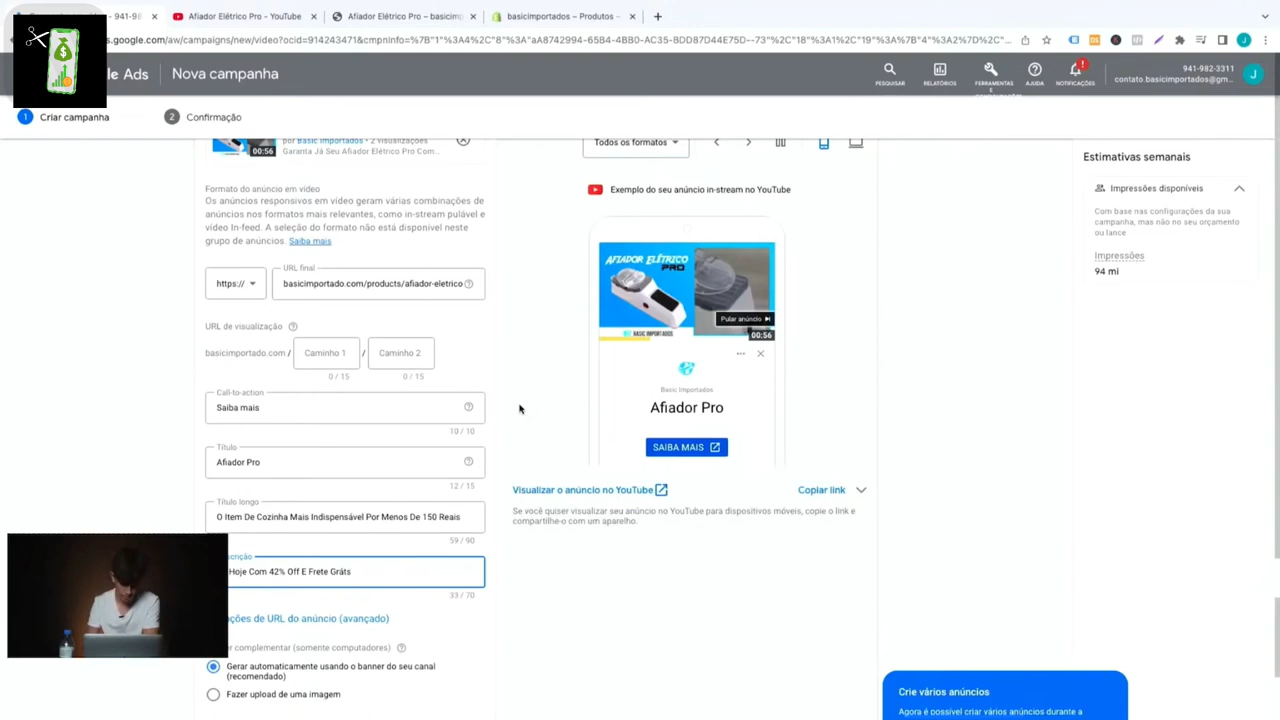 941-98
Afiador Elétrico Pro - YouTube
Afiador Elétrico Pro – basicimp
basicimportados – Produtos –
s.google.com/aw/campaigns/new/video?ocid=914243471&cmpnInfo=%7B"1"%3A4%2C"8"%3A"aA8742994-65B4-4BB0-AC35-BDD87D44E75D--73"%2C"18"%3A1%2C"19"%3A%7B"4"%3A2%7D%2C"...
le Ads
Nova campanha
PESQUISAR
RELATÓRIOS
FERRAMENTAS
E
AJUDA
NOTIFICAÇÕES
941-982-3311
contato.basicimportados@gm...
J
1 Criar campanha
2 Confirmação
por Basic Importados • 2 visualizações
Garanta Já Seu Afiador Elétrico Pro Com...
00:56
Formato do anúncio em vídeo
Os anúncios responsivos em vídeo geram várias combinações de
anúncios nos formatos mais relevantes, como in-stream pulável e
vídeo In-feed. A seleção do formato não está disponível neste
grupo de anúncios. Saiba mais
https://
URL final
basicimportado.com/products/afiador-eletrico
URL de visualização
basicimportado.com /
Caminho 1
/
Caminho 2
0 / 15
0 / 15
Call-to-action
Saiba mais
10 / 10
Título
Afiador Pro
12 / 15
Título longo
O Item De Cozinha Mais Indispensável Por Menos De 150 Reais
59 / 90
scrição
Hoje Com 42% Off E Frete Gráts
33 / 70
ções de URL do anúncio (avançado)
r complementar (somente computadores)
Gerar automaticamente usando o banner do seu canal
(recomendado)
Fazer upload de uma imagem
Todos os formatos
Exemplo do seu anúncio in-stream no YouTube
AFIADOR ELÉTRICO
PRO
BASIC IMPORTADOS
Pular anúncio
00:56
Basic Importados
Afiador Pro
SAIBA MAIS
Visualizar o anúncio no YouTube
Copiar link
Se você quiser visualizar seu anúncio no YouTube para dispositivos móveis, copie o link e
compartilhe-o com um aparelho.
Estimativas semanais
Impressões disponíveis
Com base nas configurações da sua
campanha, mas não no seu orçamento
ou lance
Impressões
94 mi
Crie vários anúncios
Agora é possível criar vários anúncios durante a